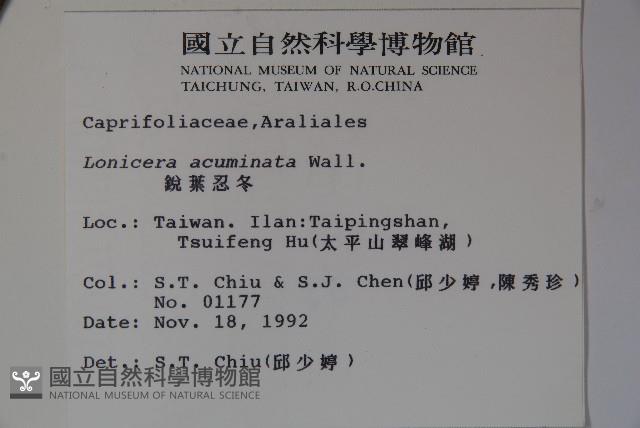 國立自然科學博物館
NATIONAL MUSEUM OF NATURAL SCIENCE
TAICHUNG, TAIWAN, R.O.CHINA
Caprifoliaceae,Araliales
Lonicera acuminata Wall.
銳葉忍冬
Loc.: Taiwan. Ilan:Taipingshan,
Tsuifeng Hu(太平山翠峰湖)
Col.: S.T. Chiu & S.J. Chen(邱少婷,陳秀珍)
No. 01177
Date: Nov. 18, 1992
Det.: S.T. Chiu(邱少婷)
國立自然科學博物館
NATIONAL MUSEUM OF NATURAL SCIENCE